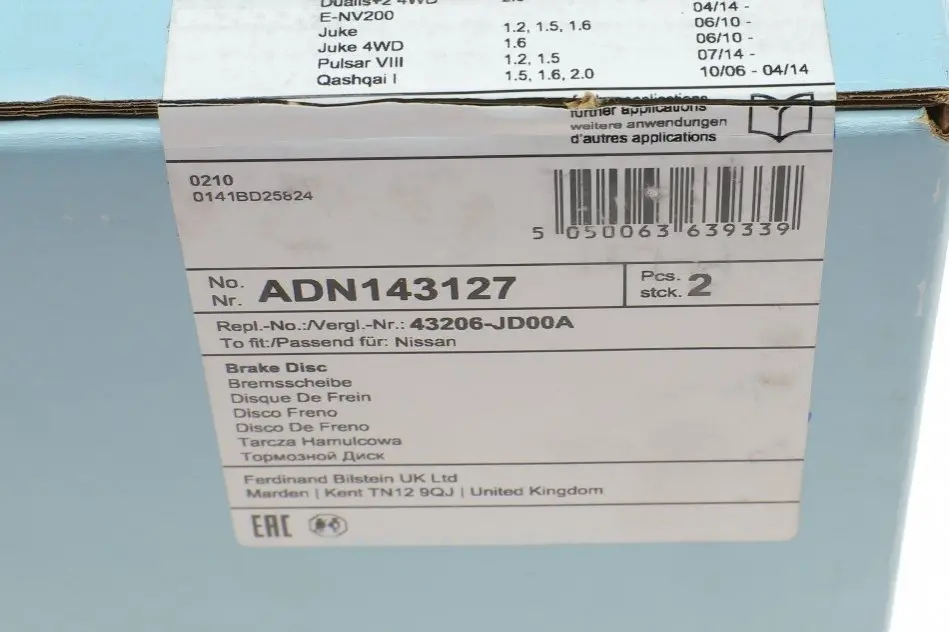 Dualis+2 4WD
04/14 -
E-NV200
Juke 1.2, 1.5, 1.6 06/10 -
Juke 4WD 1.6 06/10 -
Pulsar VIII 1.2, 1.5 07/14 -
Qashqai I 1.5, 1.6, 2.0 10/06 - 04/14
further applications
weitere anwendungen
d'autres applications
0210
0141BD25824
5 050063 639339
No. Nr. ADN143127
Pcs. stck. 2
Repl.-No.:/Vergl.-Nr.: 43206-JD00A
To fit:/Passend für: Nissan
Brake Disc
Bremsscheibe
Disque De Frein
Disco Freno
Disco De Freno
Tarcza Hamulcowa
Тормозной Диск
Ferdinand Bilstein UK Ltd
Marden | Kent TN12 9QJ | United Kingdom
EAC